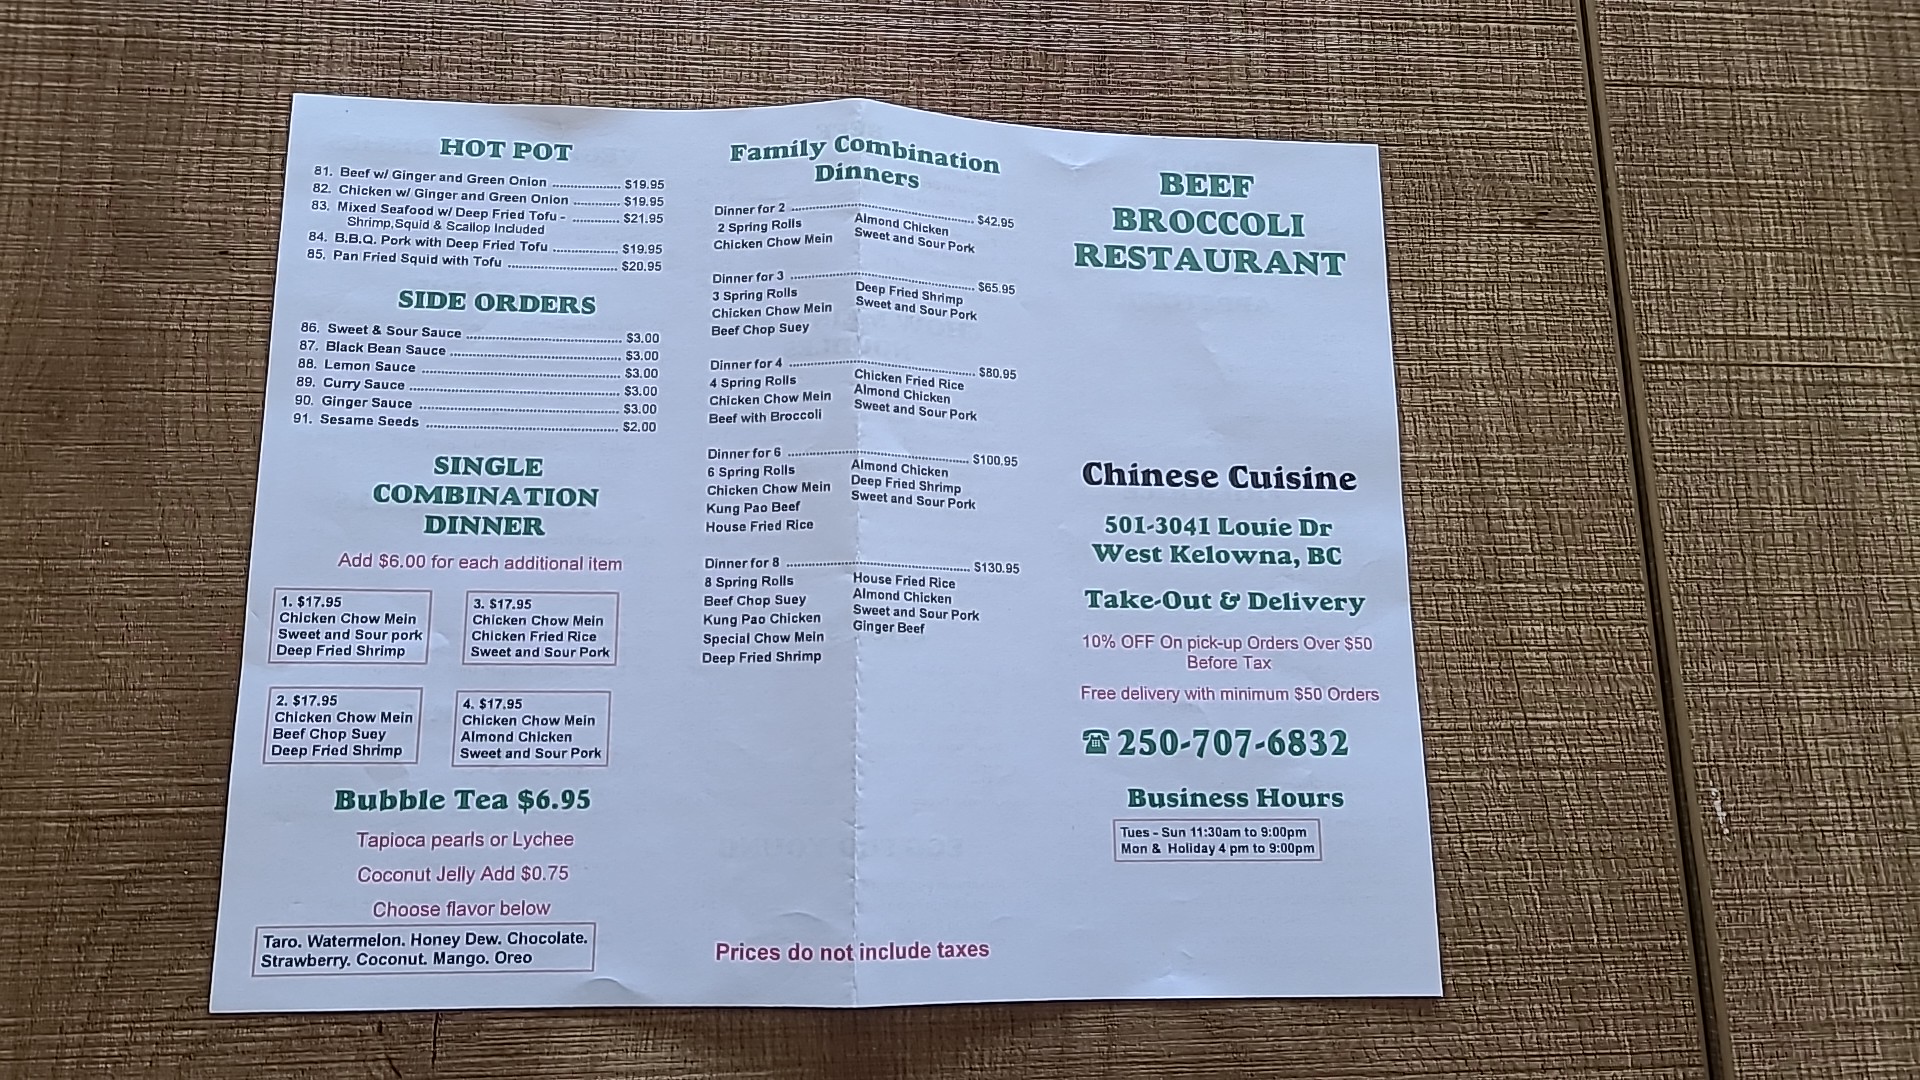 HOT POT
81. Beef w/ Ginger and Green Onion .................... $19.95
82. Chicken w/ Ginger and Green Onion .............. $19.95
83. Mixed Seafood w/ Deep Fried Tofu - .............. $21.95
Shrimp,Squid & Scallop Included
84. B.B.Q. Pork with Deep Fried Tofu ................... $19.95
85. Pan Fried Squid with Tofu ................................ $20.95
SIDE ORDERS
86. Sweet & Sour Sauce ............................................. $3.00
87. Black Bean Sauce .................................................. $3.00
88. Lemon Sauce .......................................................... $3.00
89. Curry Sauce ............................................................. $3.00
90. Ginger Sauce .......................................................... $3.00
91. Sesame Seeds ........................................................ $2.00
SINGLE
COMBINATION
DINNER
Add $6.00 for each additional item
1. $17.95
Chicken Chow Mein
Sweet and Sour pork
Deep Fried Shrimp
3. $17.95
Chicken Chow Mein
Chicken Fried Rice
Sweet and Sour Pork
2. $17.95
Chicken Chow Mein
Beef Chop Suey
Deep Fried Shrimp
4. $17.95
Chicken Chow Mein
Almond Chicken
Sweet and Sour Pork
Bubble Tea $6.95
Tapioca pearls or Lychee
Coconut Jelly Add $0.75
Choose flavor below
Taro. Watermelon. Honey Dew. Chocolate.
Strawberry. Coconut. Mango. Oreo
Family Combination
Dinners
Dinner for 2 ...................................................... $42.95
2 Spring Rolls Almond Chicken
Chicken Chow Mein Sweet and Sour Pork
Dinner for 3 ...................................................... $65.95
3 Spring Rolls Deep Fried Shrimp
Chicken Chow Mein Sweet and Sour Pork
Beef Chop Suey
Dinner for 4 ...................................................... $80.95
4 Spring Rolls Chicken Fried Rice
Chicken Chow Mein Almond Chicken
Beef with Broccoli Sweet and Sour Pork
Dinner for 6 ...................................................... $100.95
6 Spring Rolls Almond Chicken
Chicken Chow Mein Deep Fried Shrimp
Kung Pao Beef Sweet and Sour Pork
House Fried Rice
Dinner for 8 ...................................................... $130.95
8 Spring Rolls House Fried Rice
Beef Chop Suey Almond Chicken
Kung Pao Chicken Sweet and Sour Pork
Special Chow Mein Ginger Beef
Deep Fried Shrimp
Prices do not include taxes
BEEF
BROCCOLI
RESTAURANT
Chinese Cuisine
501-3041 Louie Dr
West Kelowna, BC
Take-Out & Delivery
10% OFF On pick-up Orders Over $50
Before Tax
Free delivery with minimum $50 Orders
☎ 250-707-6832
Business Hours
Tues - Sun 11:30am to 9:00pm
Mon & Holiday 4 pm to 9:00pm